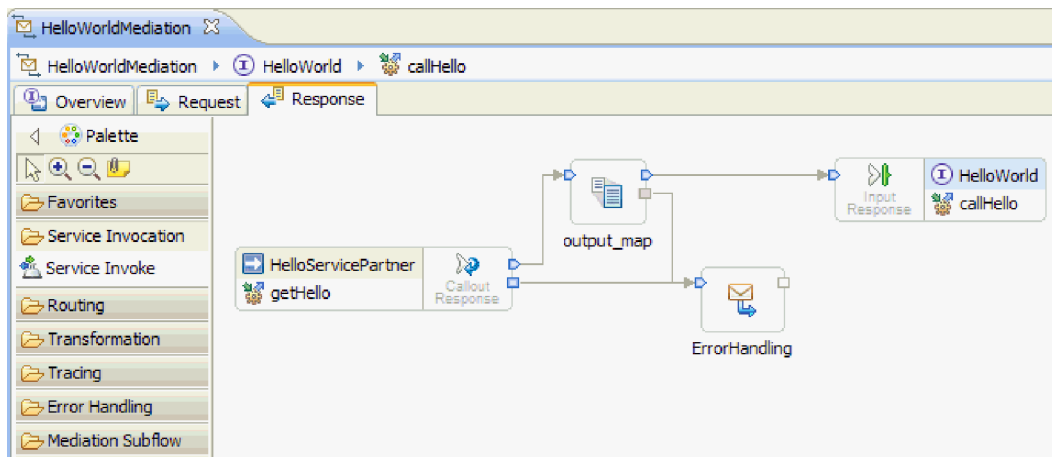 HelloWorldMediation
HelloWorldMediation HelloWorld callHello
Overview Request Response
Palette
Favorites
Service Invocation
Service Invoke
Routing
Transformation
Tracing
Error Handling
Mediation Subflow
HelloServicePartner
getHello
Callout
Response
output_map
ErrorHandling
Input
Response
HelloWorld
callHello